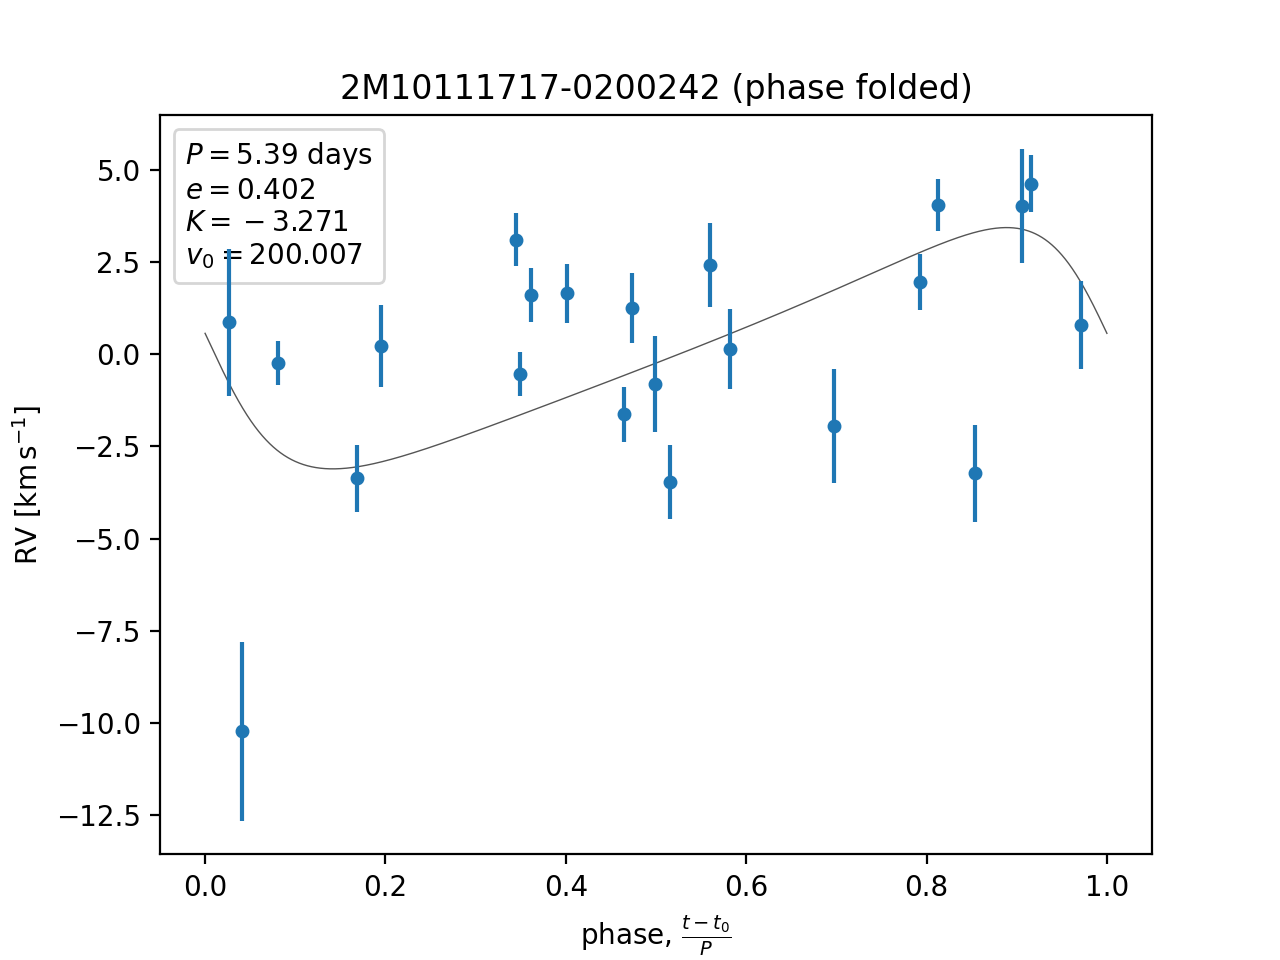 2M10111717-0200242 (phase folded)
P = 5.39 days
e = 0.402
K = −3.271
v₀ = 200.007
5.0
2.5
0.0
−2.5
−5.0
−7.5
−10.0
−12.5
RV [km s⁻¹]
0.0 0.2 0.4 0.6 0.8 1.0
phase, (t − t₀)/P